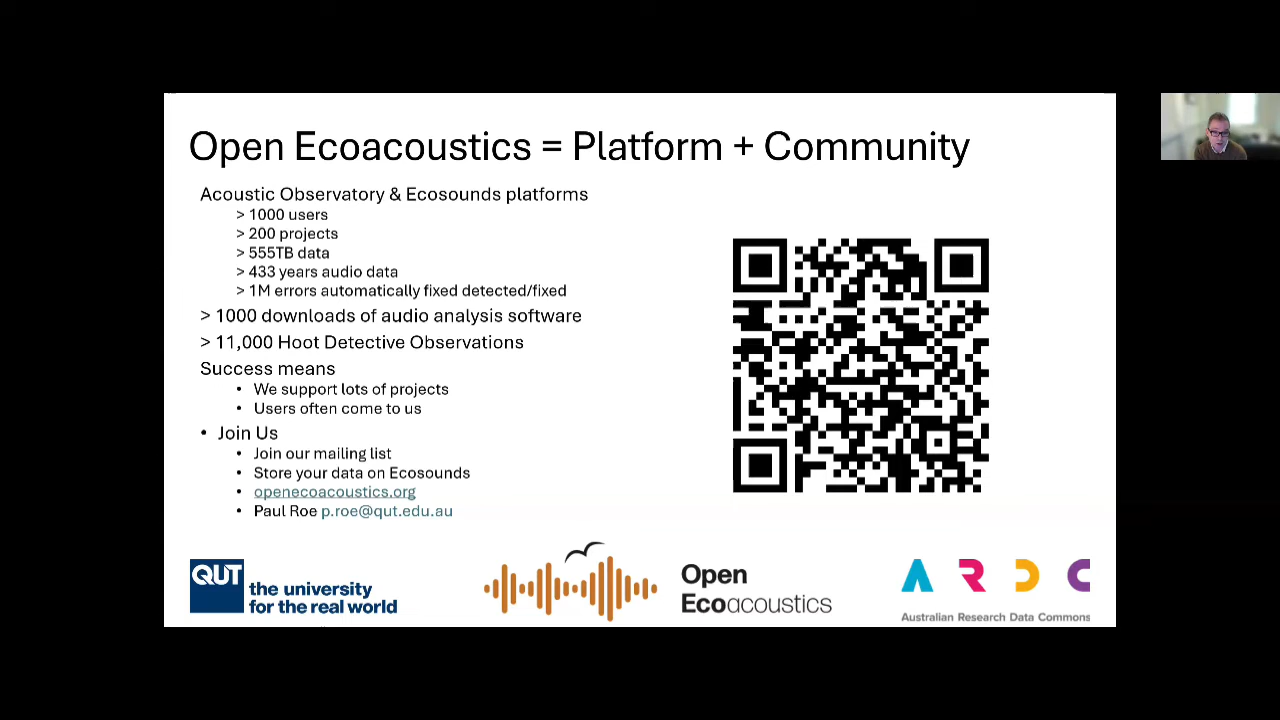 Open Ecoacoustics = Platform + Community
Acoustic Observatory & Ecosounds platforms
> 1000 users
> 200 projects
> 555TB data
> 433 years audio data
> 1M errors automatically fixed detected/fixed
> 1000 downloads of audio analysis software
> 11,000 Hoot Detective Observations
Success means
• We support lots of projects
• Users often come to us
• Join Us
• Join our mailing list
• Store your data on Ecosounds
• openecoacoustics.org
• Paul Roe p.roe@qut.edu.au
QUT
the university
for the real world
Open
Ecoacoustics
ARDC
Australian Research Data Commons